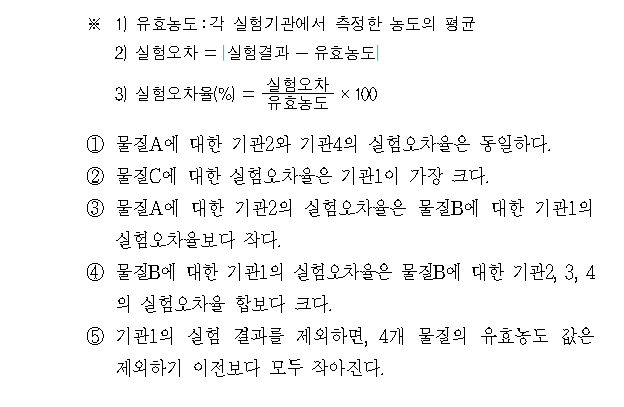 ※ 1) 유효농도 : 각 실험기관에서 측정한 농도의 평균
2) 실험오차 = |실험결과 - 유효농도|
3) 실험오차율(%) = 실험오차/유효농도 × 100
① 물질A에 대한 기관2와 기관4의 실험오차율은 동일하다.
② 물질C에 대한 실험오차율은 기관1이 가장 크다.
③ 물질A에 대한 기관2의 실험오차율은 물질B에 대한 기관1의
실험오차율보다 작다.
④ 물질B에 대한 기관1의 실험오차율은 물질B에 대한 기관2, 3, 4
의 실험오차율 합보다 크다.
⑤ 기관1의 실험 결과를 제외하면, 4개 물질의 유효농도 값은
제외하기 이전보다 모두 작아진다.